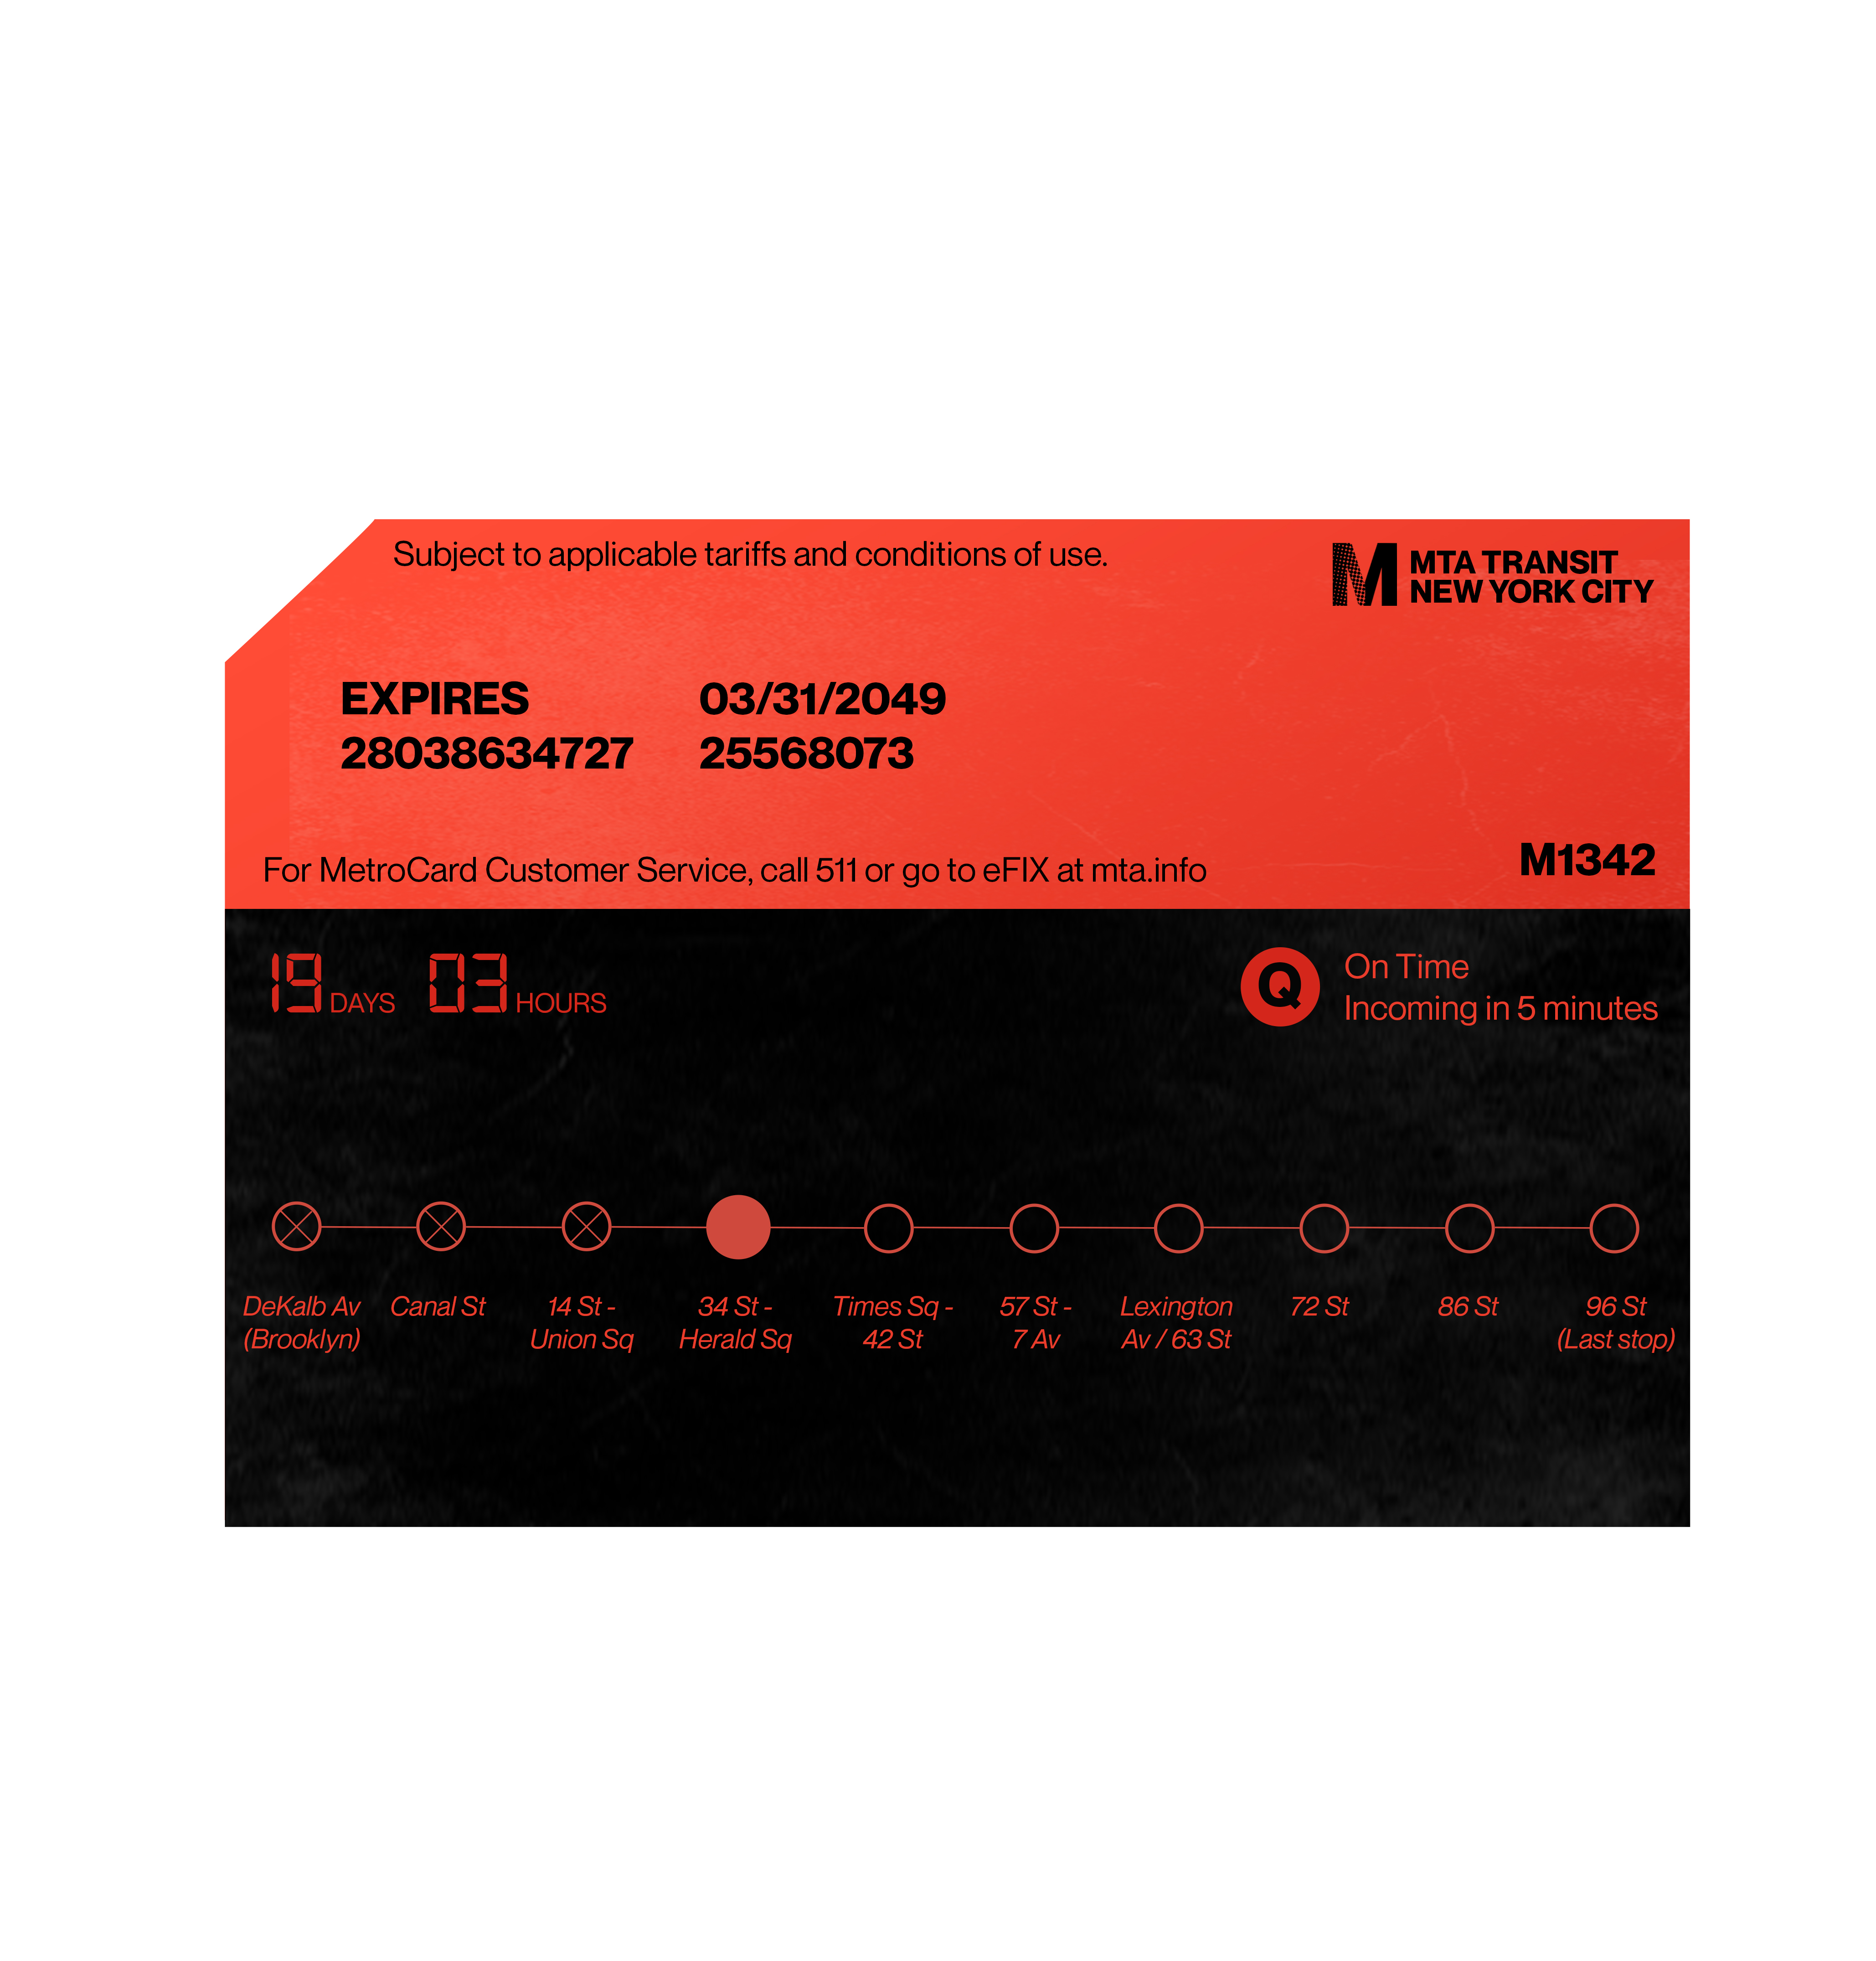 Subject to applicable tariffs and conditions of use.
M MTA TRANSIT
NEW YORK CITY
EXPIRES 03/31/2049
28038634727 25568073
For MetroCard Customer Service, call 511 or go to eFIX at mta.info
M1342
19 DAYS 03 HOURS
Q
On Time
Incoming in 5 minutes
DeKalb Av
(Brooklyn)
Canal St
14 St -
Union Sq
34 St -
Herald Sq
Times Sq -
42 St
57 St -
7 Av
Lexington
Av / 63 St
72 St
86 St
96 St
(Last stop)